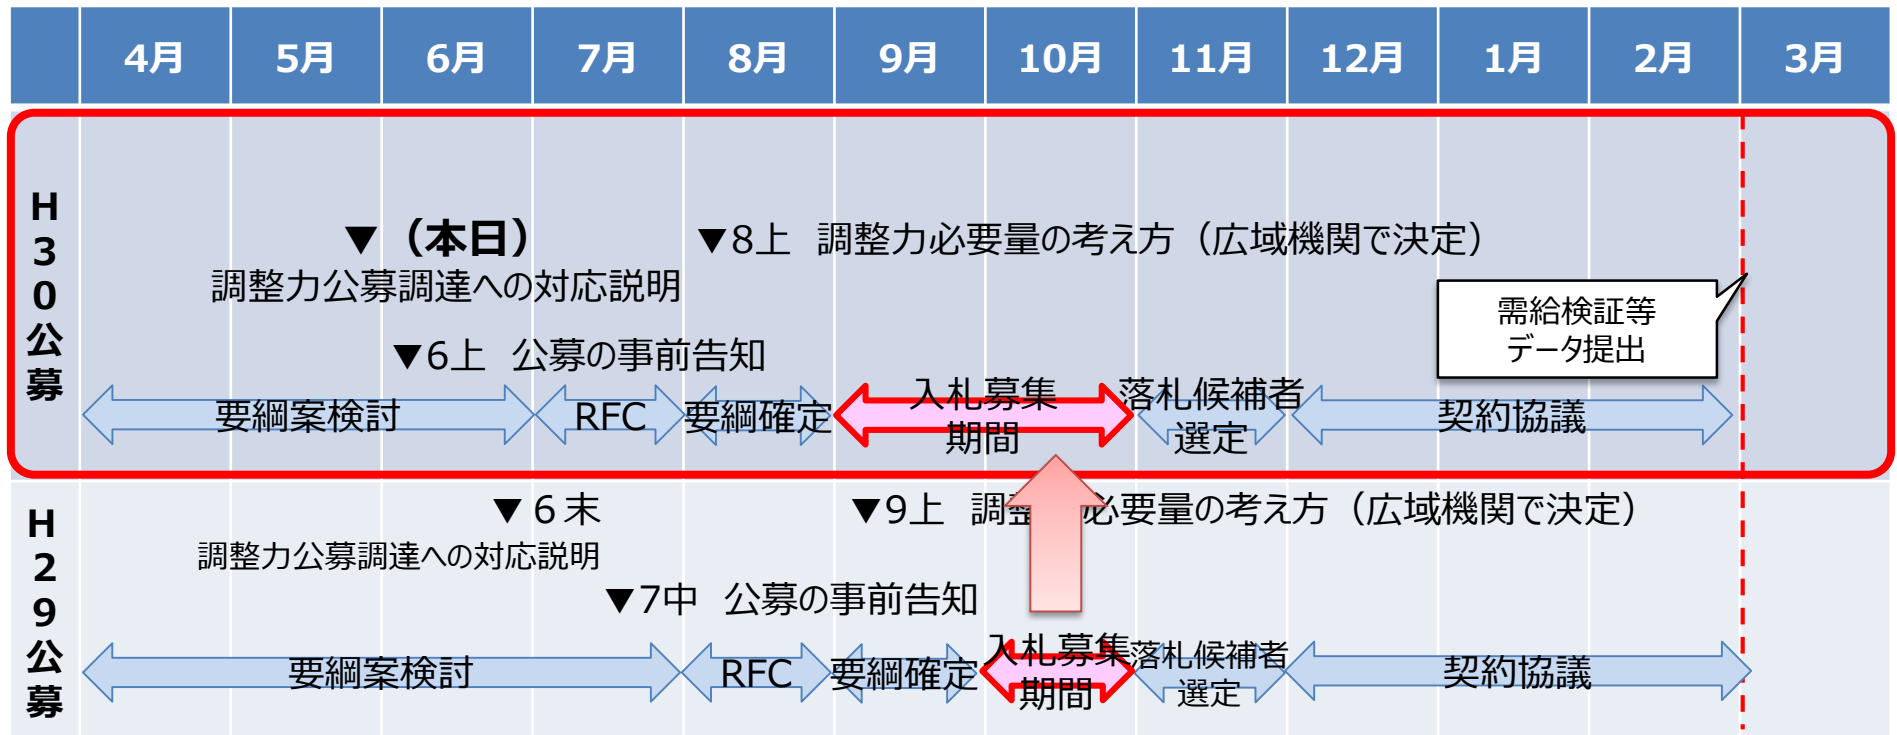 4月 5月 6月 7月 8月 9月 10月 11月 12月 1月 2月 3月
H30公募
▼（本日）
調整力公募調達への対応説明
▼8上　調整力必要量の考え方（広域機関で決定）
需給検証等
データ提出
▼6上　公募の事前告知
要綱案検討
RFC
要綱確定
入札募集
期間
落札候補者
選定
契約協議
H29公募
▼６末
調整力公募調達への対応説明
▼9上　調整 必要量の考え方（広域機関で決定）
▼7中　公募の事前告知
要綱案検討
RFC
要綱確定
入札募集
期間
落札候補者
選定
契約協議